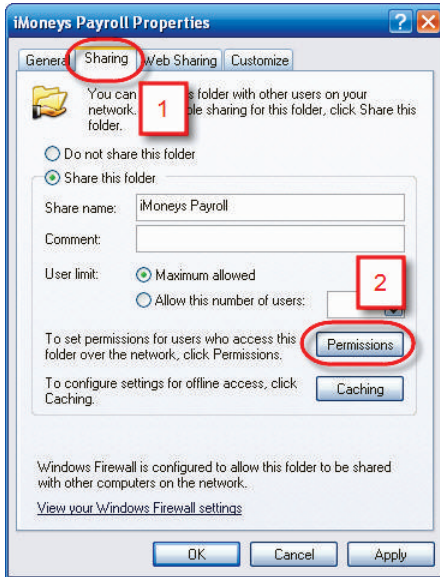 iMoneys Payroll Properties
General Sharing Web Sharing Customize
You can folder with other users on your
network. sharing for this folder, click Share this
folder.
1
Do not share this folder
Share this folder
Share name: iMoneys Payroll
Comment:
User limit: Maximum allowed
Allow this number of users:
2
To set permissions for users who access this
folder over the network, click Permissions.
Permissions
To configure settings for offline access, click
Caching.
Caching
Windows Firewall is configured to allow this folder to be shared
with other computers on the network.
View your Windows Firewall settings
OK Cancel Apply